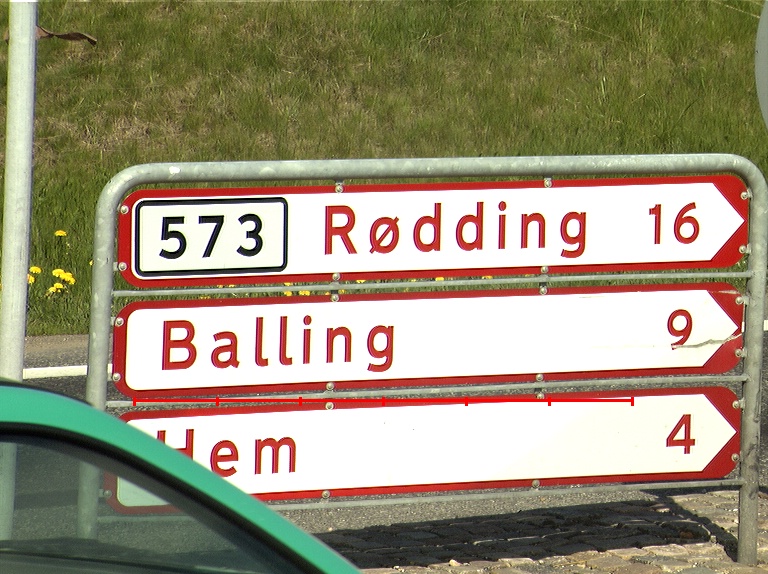 573 Rødding 16
Balling 9
Hem 4